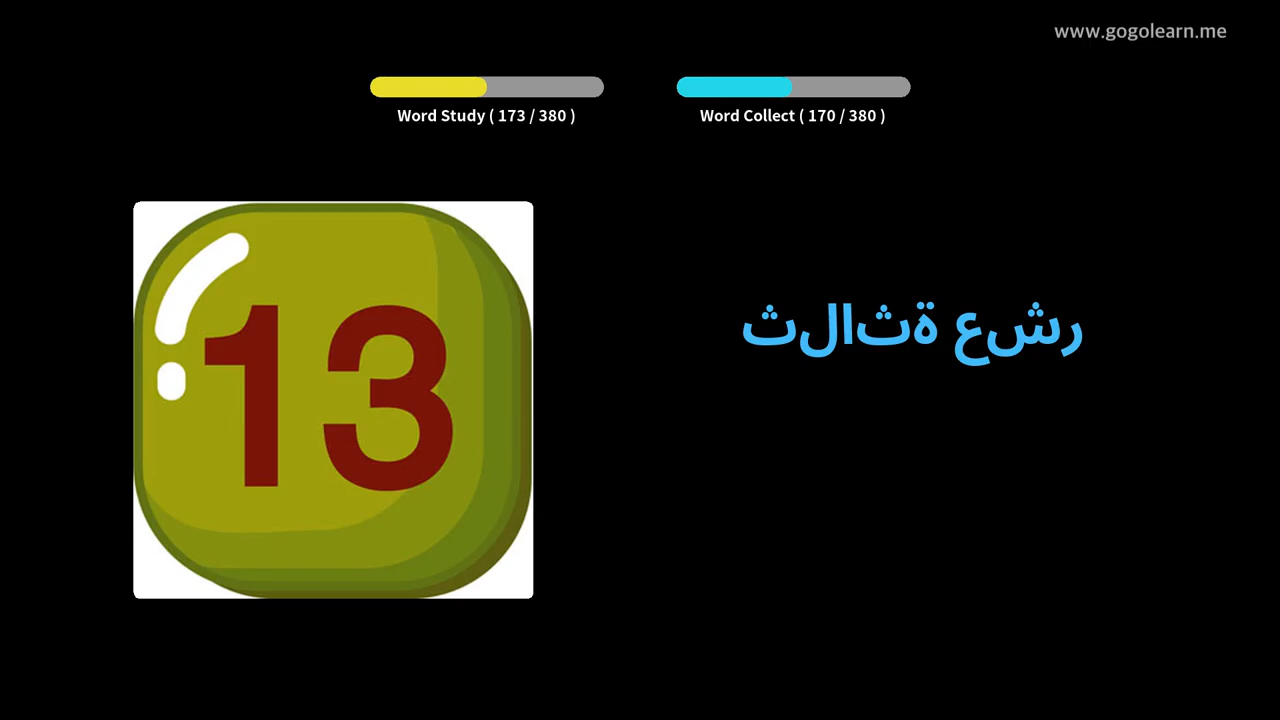 www.gogolearn.me
Word Study ( 173 / 380 )
Word Collect ( 170 / 380 )
13
رشع ةثالث